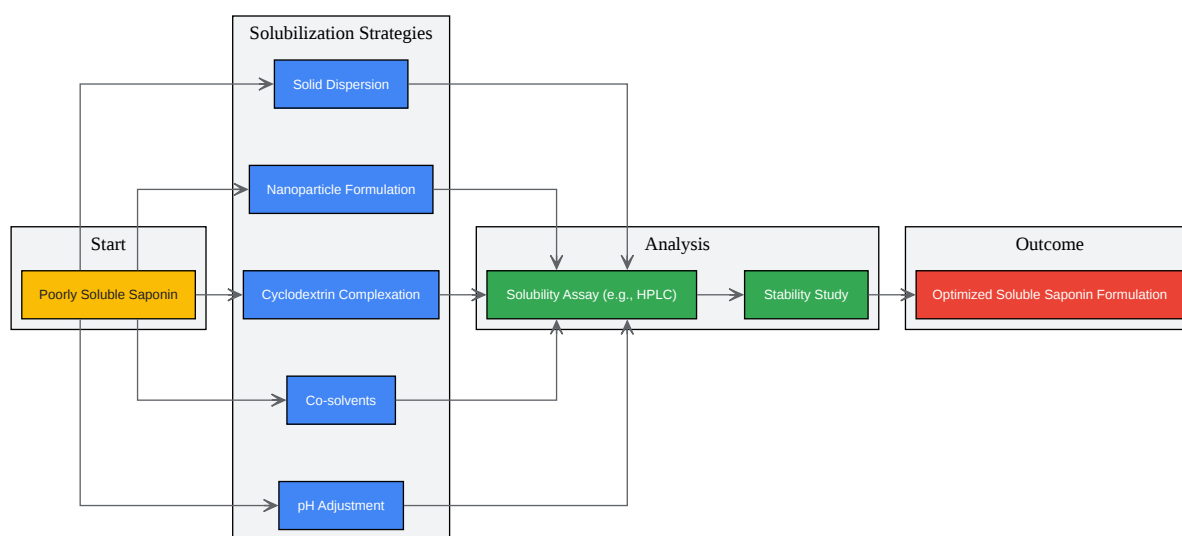 Solubilization Strategies
Solid Dispersion
Nanoparticle Formulation
Start
Analysis
Outcome
Poorly Soluble Saponin
Cyclodextrin Complexation
Solubility Assay (e.g., HPLC)
Stability Study
Optimized Soluble Saponin Formulation
Co-solvents
pH Adjustment